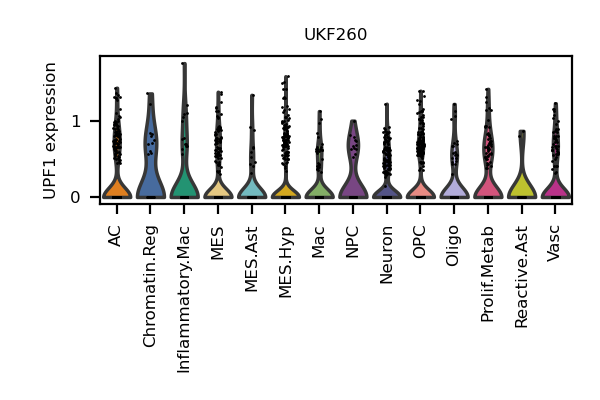 UKF260
UPF1 expression
1
0
AC
Chromatin.Reg
Inflammatory.Mac
MES
MES.Ast
MES.Hyp
Mac
NPC
Neuron
OPC
Oligo
Prolif.Metab
Reactive.Ast
Vasc